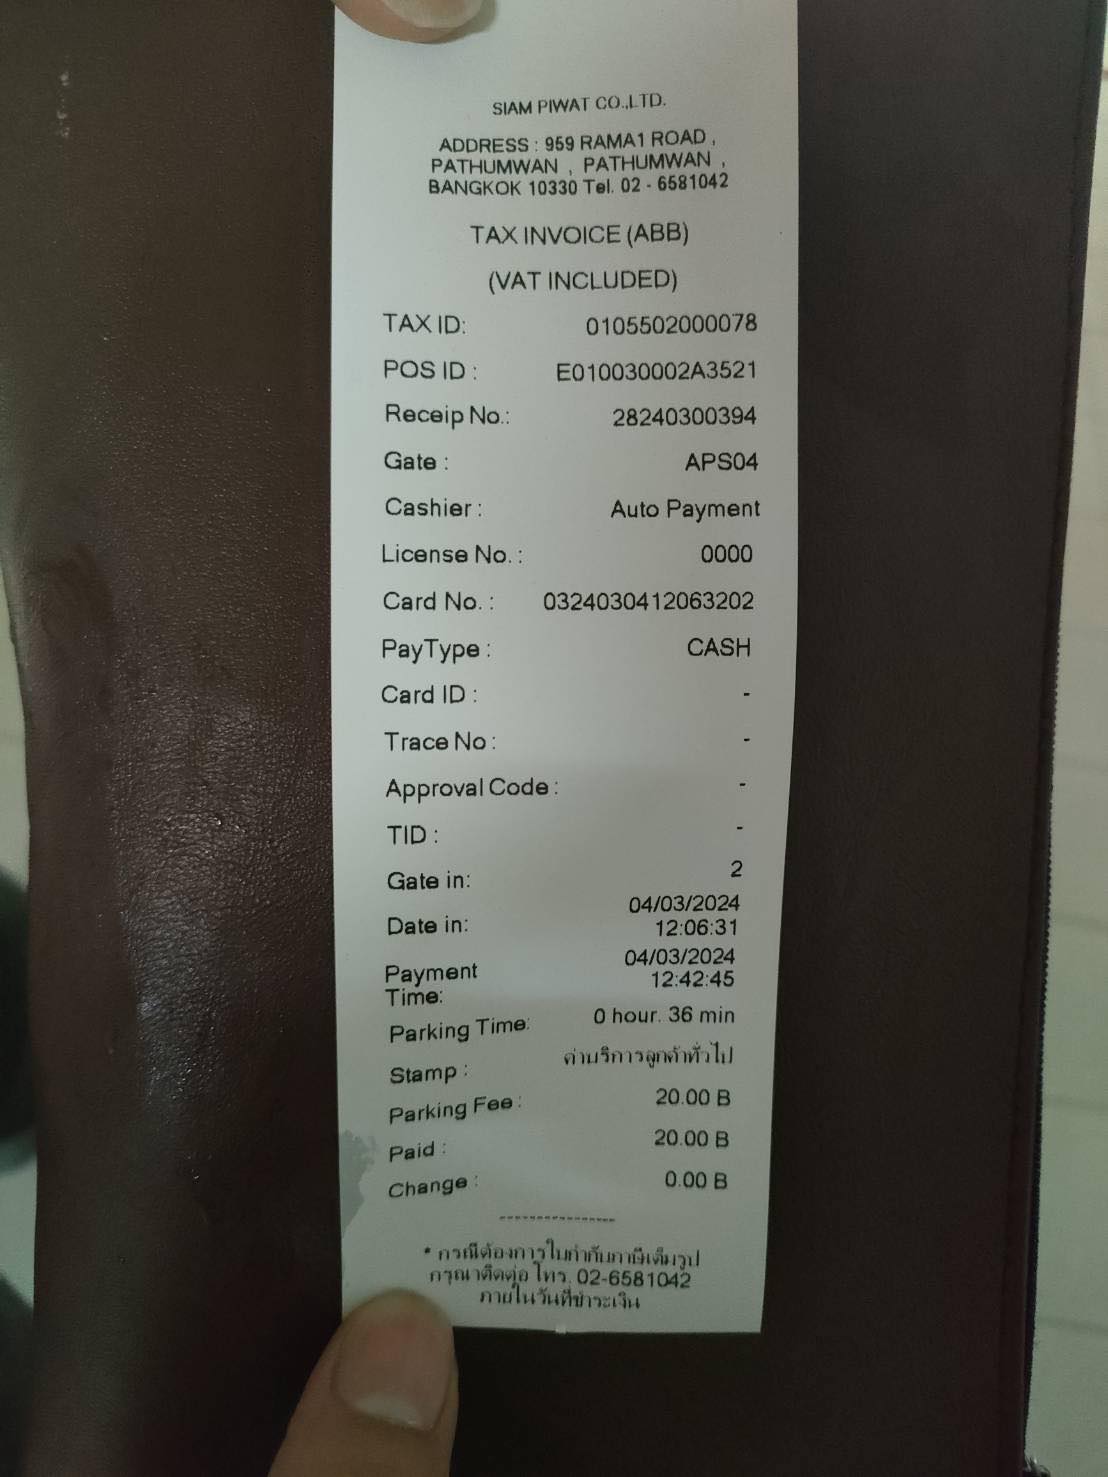 SIAM PIWAT CO.,LTD.
ADDRESS : 959 RAMA1 ROAD ,
PATHUMWAN , PATHUMWAN ,
BANGKOK 10330 Tel. 02 - 6581042
TAX INVOICE (ABB)
(VAT INCLUDED)
TAX ID: 0105502000078
POS ID : E010030002A3521
Receip No.: 28240300394
Gate : APS04
Cashier : Auto Payment
License No. : 0000
Card No. : 0324030412063202
PayType : CASH
Card ID : -
Trace No : -
Approval Code : -
TID : -
Gate in: 2
Date in: 04/03/2024 12:06:31
Payment Time: 04/03/2024 12:42:45
Parking Time: 0 hour. 36 min
Stamp : ค่าบริการลูกค้าทั่วไป
Parking Fee : 20.00 B
Paid : 20.00 B
Change : 0.00 B
----------------
* กรณีต้องการใบกำกับภาษีเต็มรูป
กรุณาติดต่อ โทร. 02-6581042
ภายในวันที่ชำระเงิน